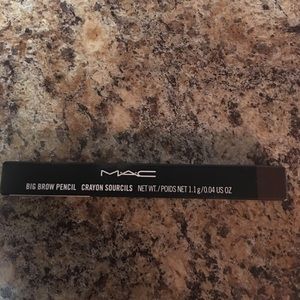 MAC
BIG BROW PENCIL CRAYON SOURCILS NET WT./POIDS NET 1.1 g/0.04 US OZ